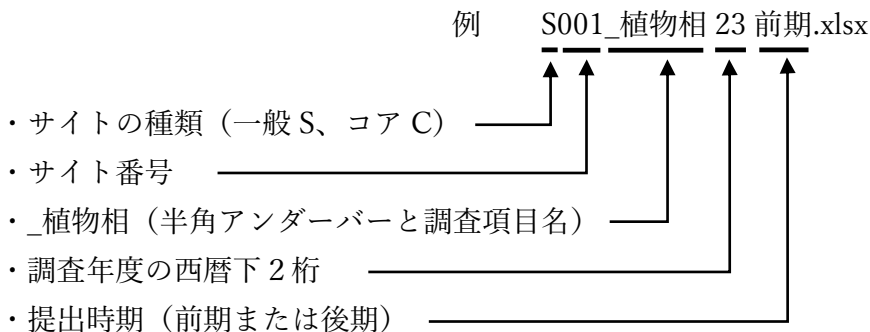 例 S001_植物相 23 前期.xlsx
・サイトの種類（一般 S、コア C）
・サイト番号
・_植物相（半角アンダーバーと調査項目名）
・調査年度の西暦下 2 桁
・提出時期（前期または後期）